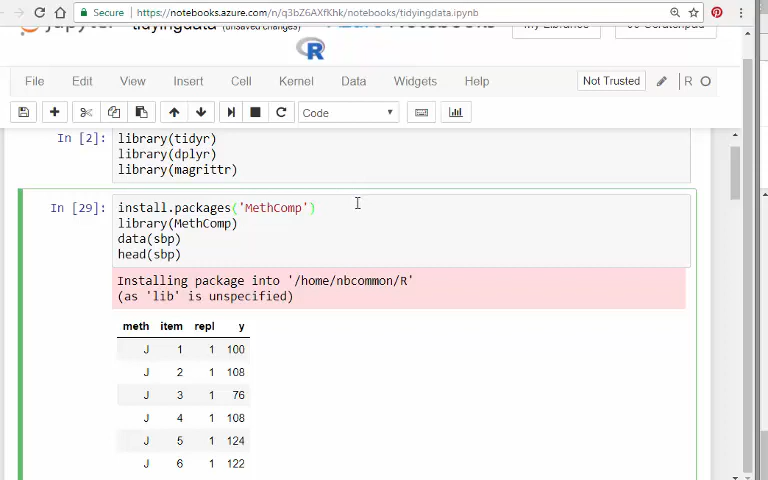 Secure https://notebooks.azure.com/n/q3bZ6AXfKhk/notebooks/tidyingdata.ipynb
jupyter tidyingdata (unsaved changes)
R
File Edit View Insert Cell Kernel Data Widgets Help Not Trusted R
Code
In [2]: library(tidyr)
library(dplyr)
library(magrittr)
In [29]: install.packages('MethComp')
library(MethComp)
data(sbp)
head(sbp)
Installing package into '/home/nbcommon/R'
(as 'lib' is unspecified)
meth item repl y
J 1 1 100
J 2 1 108
J 3 1 76
J 4 1 108
J 5 1 124
J 6 1 122